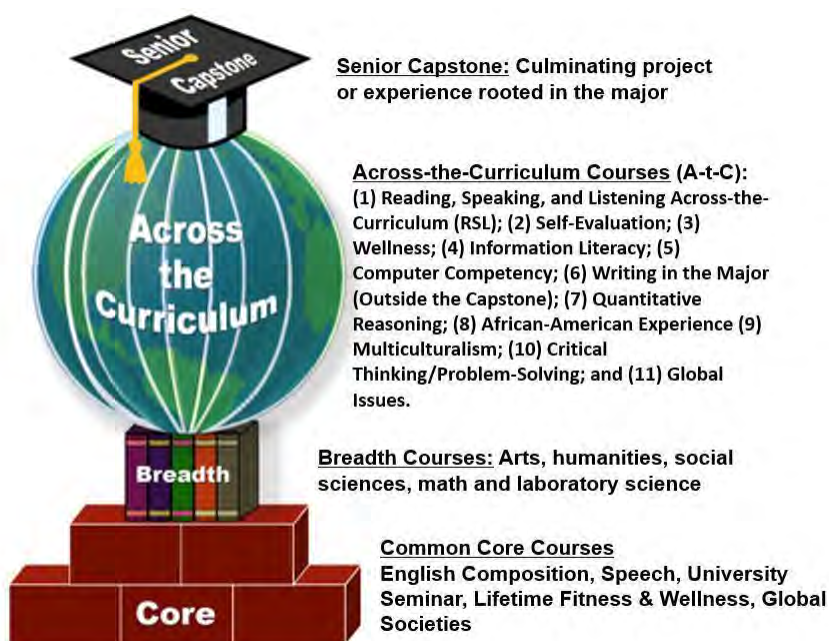 Senior
Capstone
Senior Capstone: Culminating project
or experience rooted in the major
Across
the
Curriculum
Across-the-Curriculum Courses (A-t-C):
(1) Reading, Speaking, and Listening Across-the-
Curriculum (RSL); (2) Self-Evaluation; (3)
Wellness; (4) Information Literacy; (5)
Computer Competency; (6) Writing in the Major
(Outside the Capstone); (7) Quantitative
Reasoning; (8) African-American Experience (9)
Multiculturalism; (10) Critical
Thinking/Problem-Solving; and (11) Global
Issues.
Breadth
Breadth Courses: Arts, humanities, social
sciences, math and laboratory science
Core
Common Core Courses
English Composition, Speech, University
Seminar, Lifetime Fitness & Wellness, Global
Societies